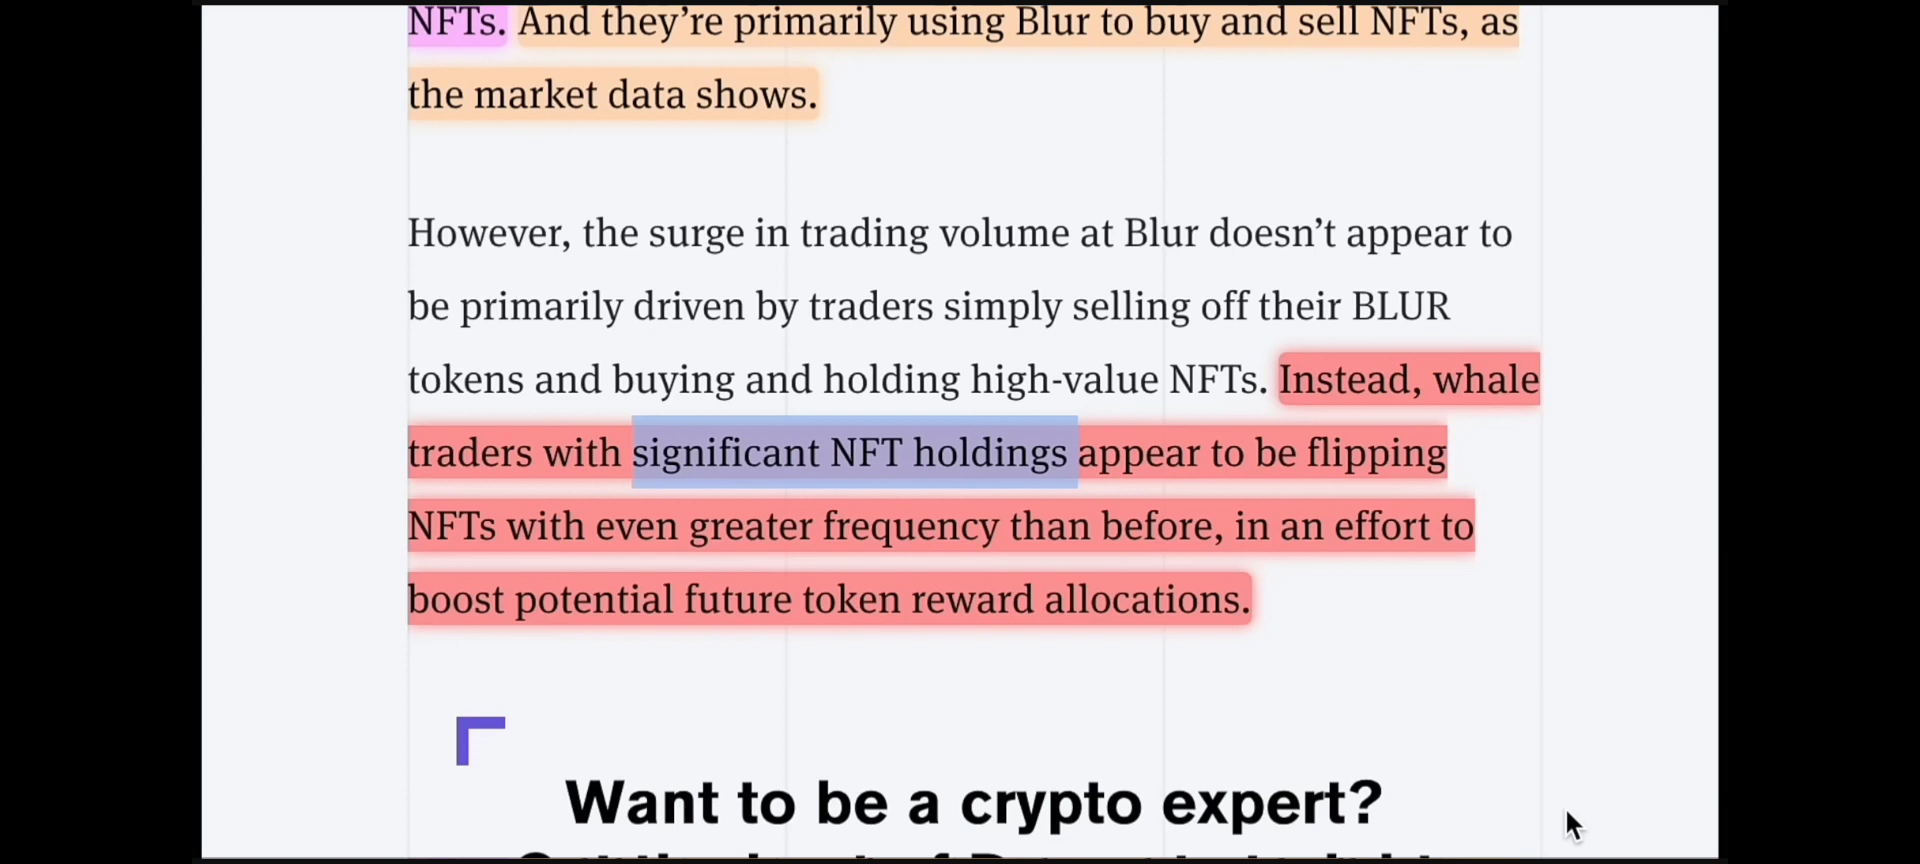 NFTs. And they’re primarily using Blur to buy and sell NFTs, as
the market data shows.
However, the surge in trading volume at Blur doesn’t appear to
be primarily driven by traders simply selling off their BLUR
tokens and buying and holding high-value NFTs. Instead, whale
traders with significant NFT holdings appear to be flipping
NFTs with even greater frequency than before, in an effort to
boost potential future token reward allocations.
Want to be a crypto expert?